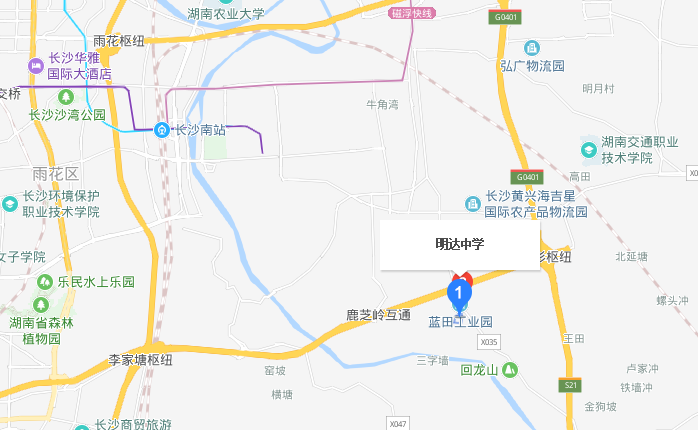 湖南农业大学
磁浮快线
G0401
雨花枢纽
长沙华雅
国际大酒店
弘广物流园
交桥
明月村
长沙沙湾公园
牛角湾
长沙南站
湖南交通职业
技术学院
雨花区
高田
G0401
X0
长沙环境保护
职业技术学院
长沙黄兴海吉星
国际农产品物流园
明达中学
女子学院
枢纽
北延塘
乐民水上乐园
1
螺头冲
湖南省森林
植物园
鹿芝岭互通
蓝田工业园
X035
王田
李家塘枢纽
三字墙
窑坡
回龙山
卢家冲
S21
铁墙冲
横塘
金狗坡
长沙商贸旅游
X047